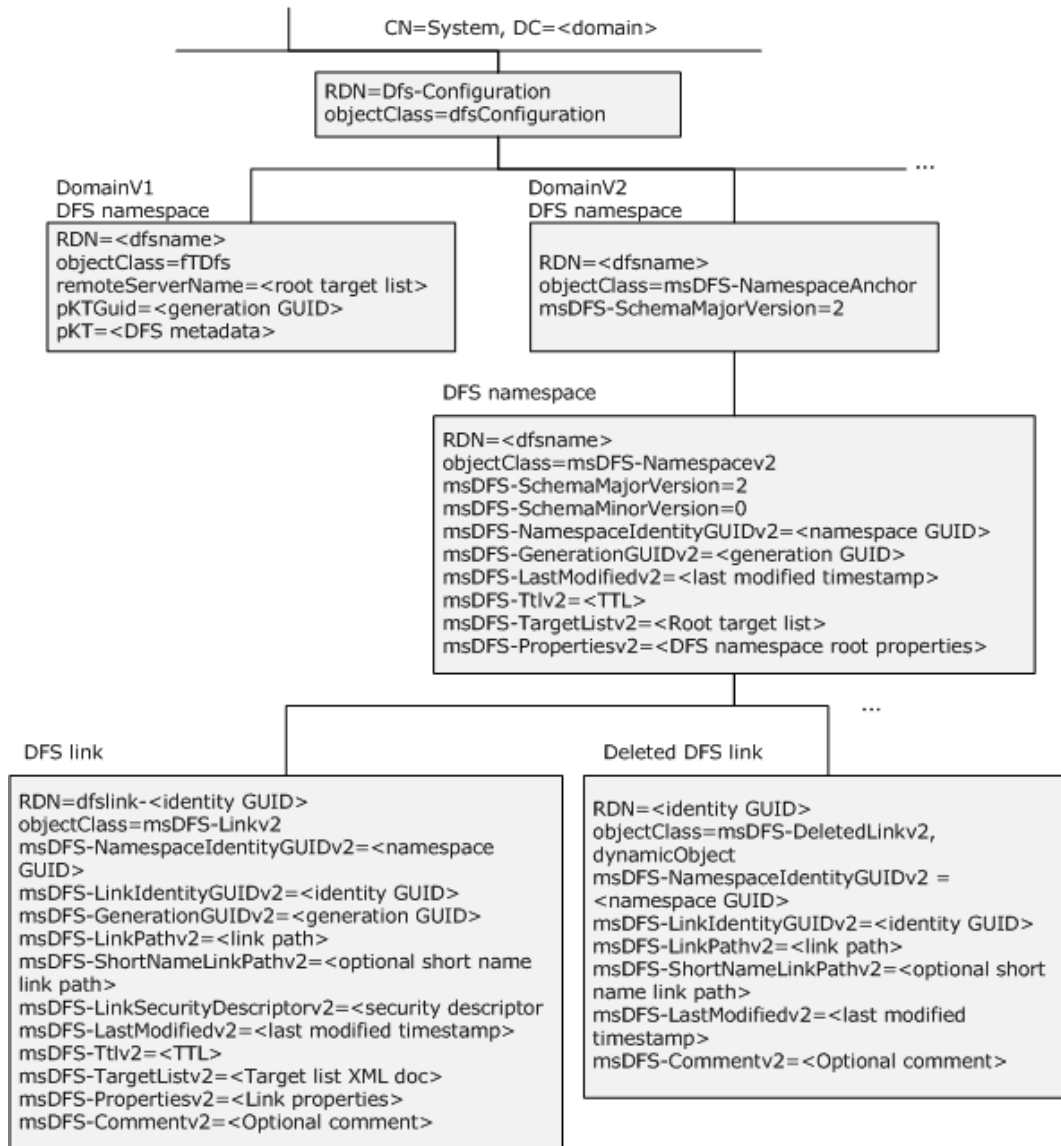 CN=System, DC=<domain>
RDN=Dfs-Configuration
objectClass=dfsConfiguration
...
DomainV1
DFS namespace
RDN=<dfsname>
objectClass=fTDfs
remoteServerName=<root target list>
pKTGuid=<generation GUID>
pKT=<DFS metadata>
DomainV2
DFS namespace
RDN=<dfsname>
objectClass=msDFS-NamespaceAnchor
msDFS-SchemaMajorVersion=2
DFS namespace
RDN=<dfsname>
objectClass=msDFS-Namespacev2
msDFS-SchemaMajorVersion=2
msDFS-SchemaMinorVersion=0
msDFS-NamespaceIdentityGUIDv2=<namespace GUID>
msDFS-GenerationGUIDv2=<generation GUID>
msDFS-LastModifiedv2=<last modified timestamp>
msDFS-Ttlv2=<TTL>
msDFS-TargetListv2=<Root target list>
msDFS-Propertiesv2=<DFS namespace root properties>
...
DFS link
RDN=dfslink-<identity GUID>
objectClass=msDFS-Linkv2
msDFS-NamespaceIdentityGUIDv2=<namespace
GUID>
msDFS-LinkIdentityGUIDv2=<identity GUID>
msDFS-GenerationGUIDv2=<generation GUID>
msDFS-LinkPathv2=<link path>
msDFS-ShortNameLinkPathv2=<optional short name
link path>
msDFS-LinkSecurityDescriptorv2=<security descriptor
msDFS-LastModifiedv2=<last modified timestamp>
msDFS-Ttlv2=<TTL>
msDFS-TargetListv2=<Target list XML doc>
msDFS-Propertiesv2=<Link properties>
msDFS-Commentv2=<Optional comment>
Deleted DFS link
RDN=<identity GUID>
objectClass=msDFS-DeletedLinkv2,
dynamicObject
msDFS-NamespaceIdentityGUIDv2 =
<namespace GUID>
msDFS-LinkIdentityGUIDv2=<identity GUID>
msDFS-LinkPathv2=<link path>
msDFS-ShortNameLinkPathv2=<optional short
name link path>
msDFS-LastModifiedv2=<last modified
timestamp>
msDFS-Commentv2=<Optional comment>